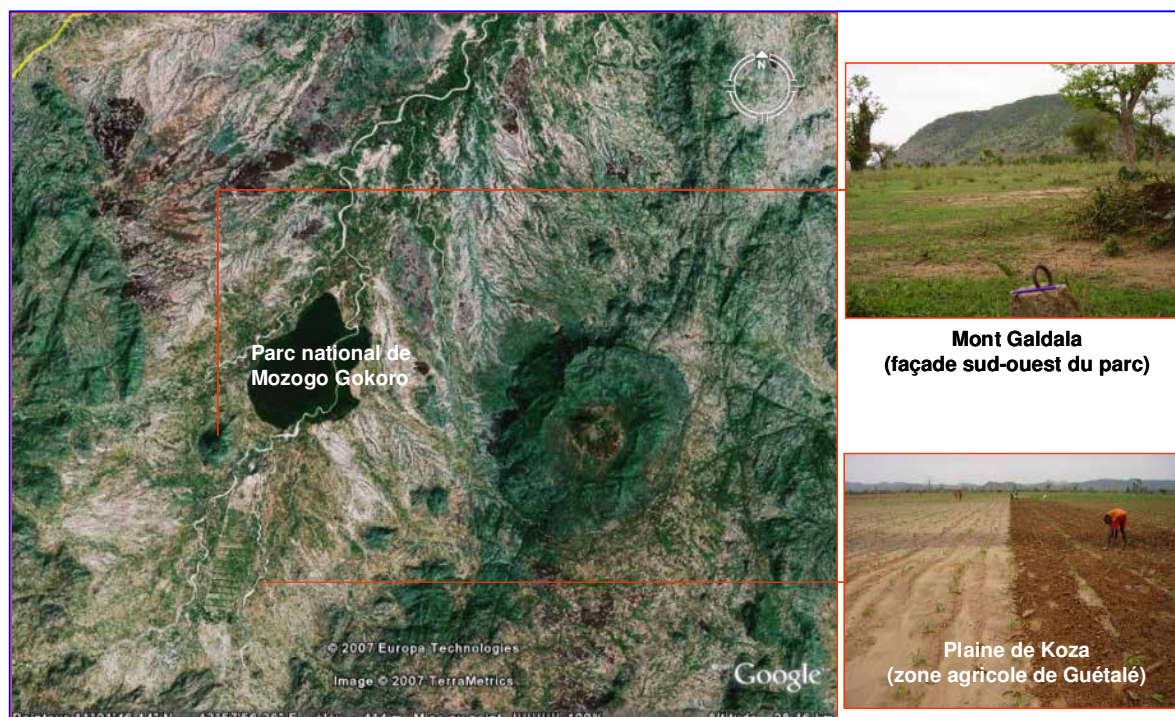 N
Parc national de
Mozogo Gokoro
© 2007 Europa Technologies
Image © 2007 TerraMetrics
Google
Mont Galdala
(façade sud-ouest du parc)
Plaine de Koza
(zone agricole de Guétalé)